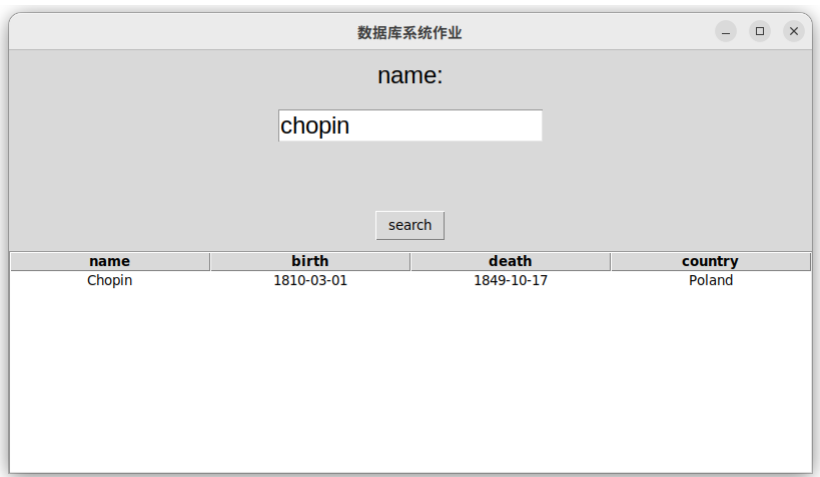 数据库系统作业
name:
chopin
search
name birth death country
Chopin 1810-03-01 1849-10-17 Poland